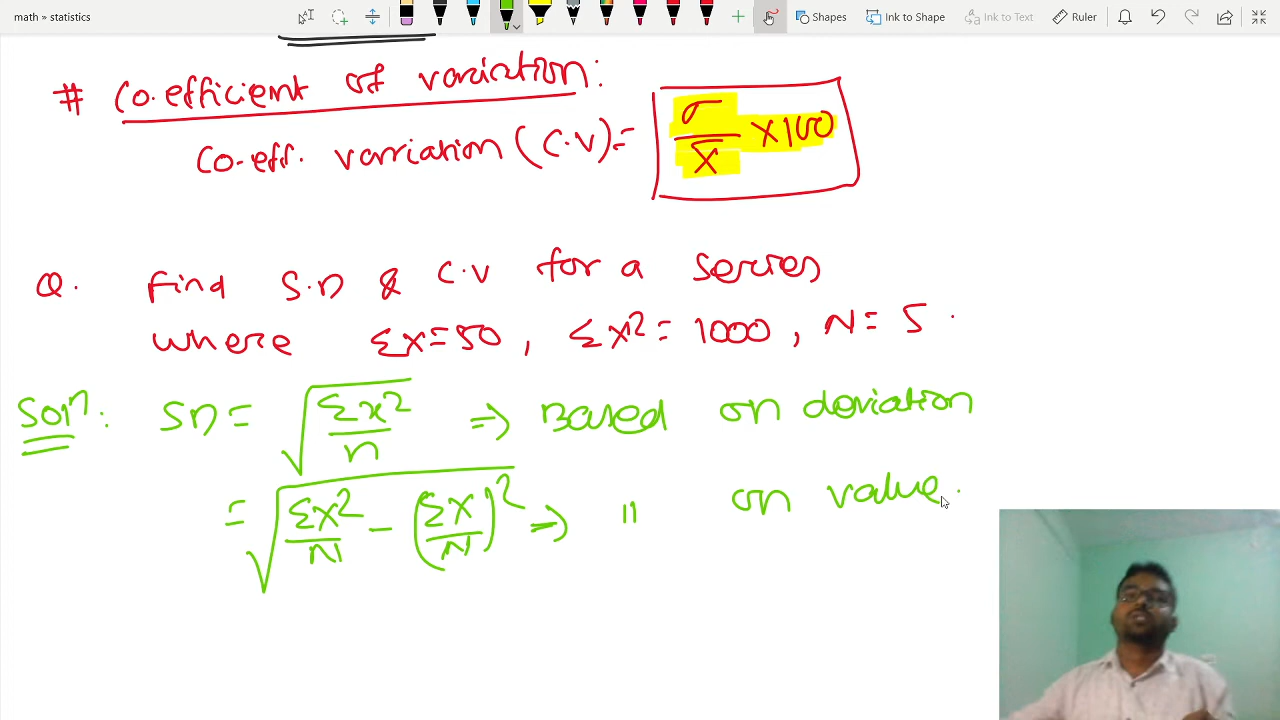 math » statistics
Shapes
Ink to Shape
Ink to Text
Ruler
# Co.efficient of variation:
Co-eff. variation (C.V) = σ/X̄ ×100
Q. Find S.D & C.V for a series
where Σx=50, Σx²= 1000, N= 5.
Solⁿ: SD = √(Σx²/n) => Based on deviation
= √(Σx²/N - (Σx/N)²) => " on value.